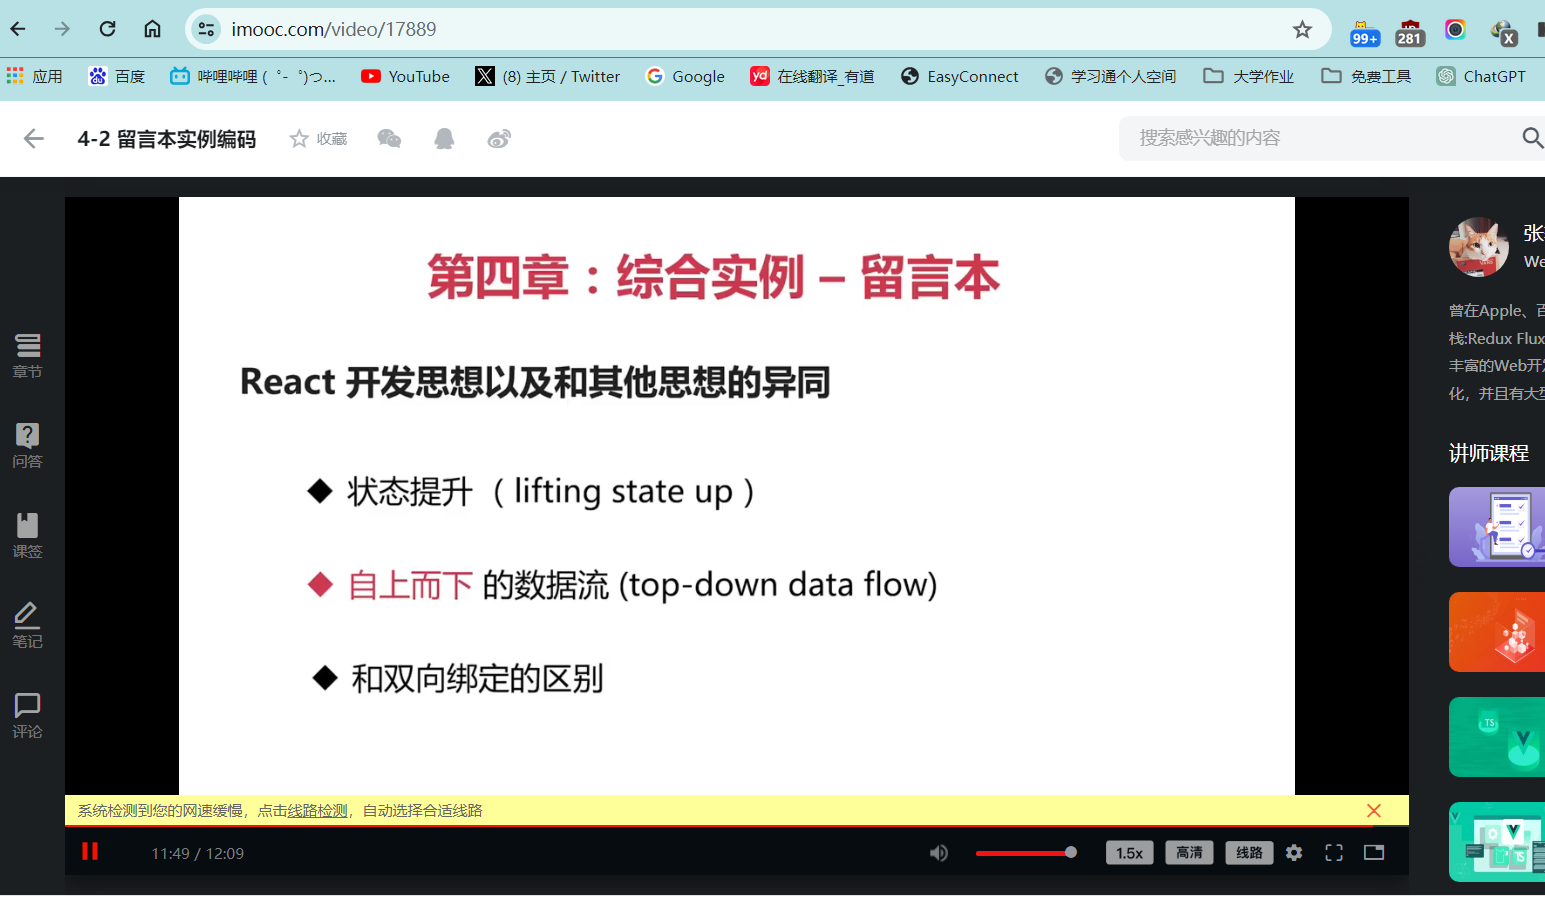 imooc.com/video/17889
99+
281
X
应用
百度
哔哩哔哩 (゜-゜)つ...
YouTube
X
(8) 主页 / Twitter
Google
yd
在线翻译_有道
EasyConnect
学习通个人空间
大学作业
免费工具
ChatGPT
4-2 留言本实例编码
收藏
搜索感兴趣的内容
第四章：综合实例 – 留言本
React 开发思想以及和其他思想的异同
◆ 状态提升 ( lifting state up )
◆ 自上而下 的数据流 (top-down data flow)
◆ 和双向绑定的区别
章节
问答
课签
笔记
评论
We
曾在Apple、
栈:Redux Flux
丰富的Web开
化，并且有大
讲师课程
TS
TS
系统检测到您的网速缓慢，点击线路检测，自动选择合适线路
11:49 / 12:09
1.5x
高清
线路